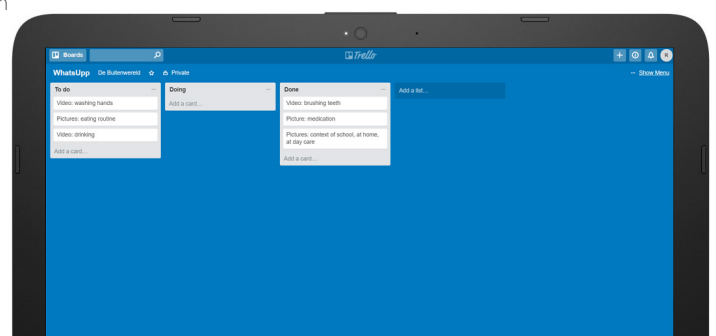 Boards
Trello
WhatsUpp De Buitenwereld Private
... Show Menu
To do ...
Video: washing hands
Pictures: eating routine
Video: drinking
Add a card...
Doing ...
Add a card...
Done ...
Video: brushing teeth
Picture: medication
Pictures: context of school, at home,
at day care
Add a card...
Add a list...